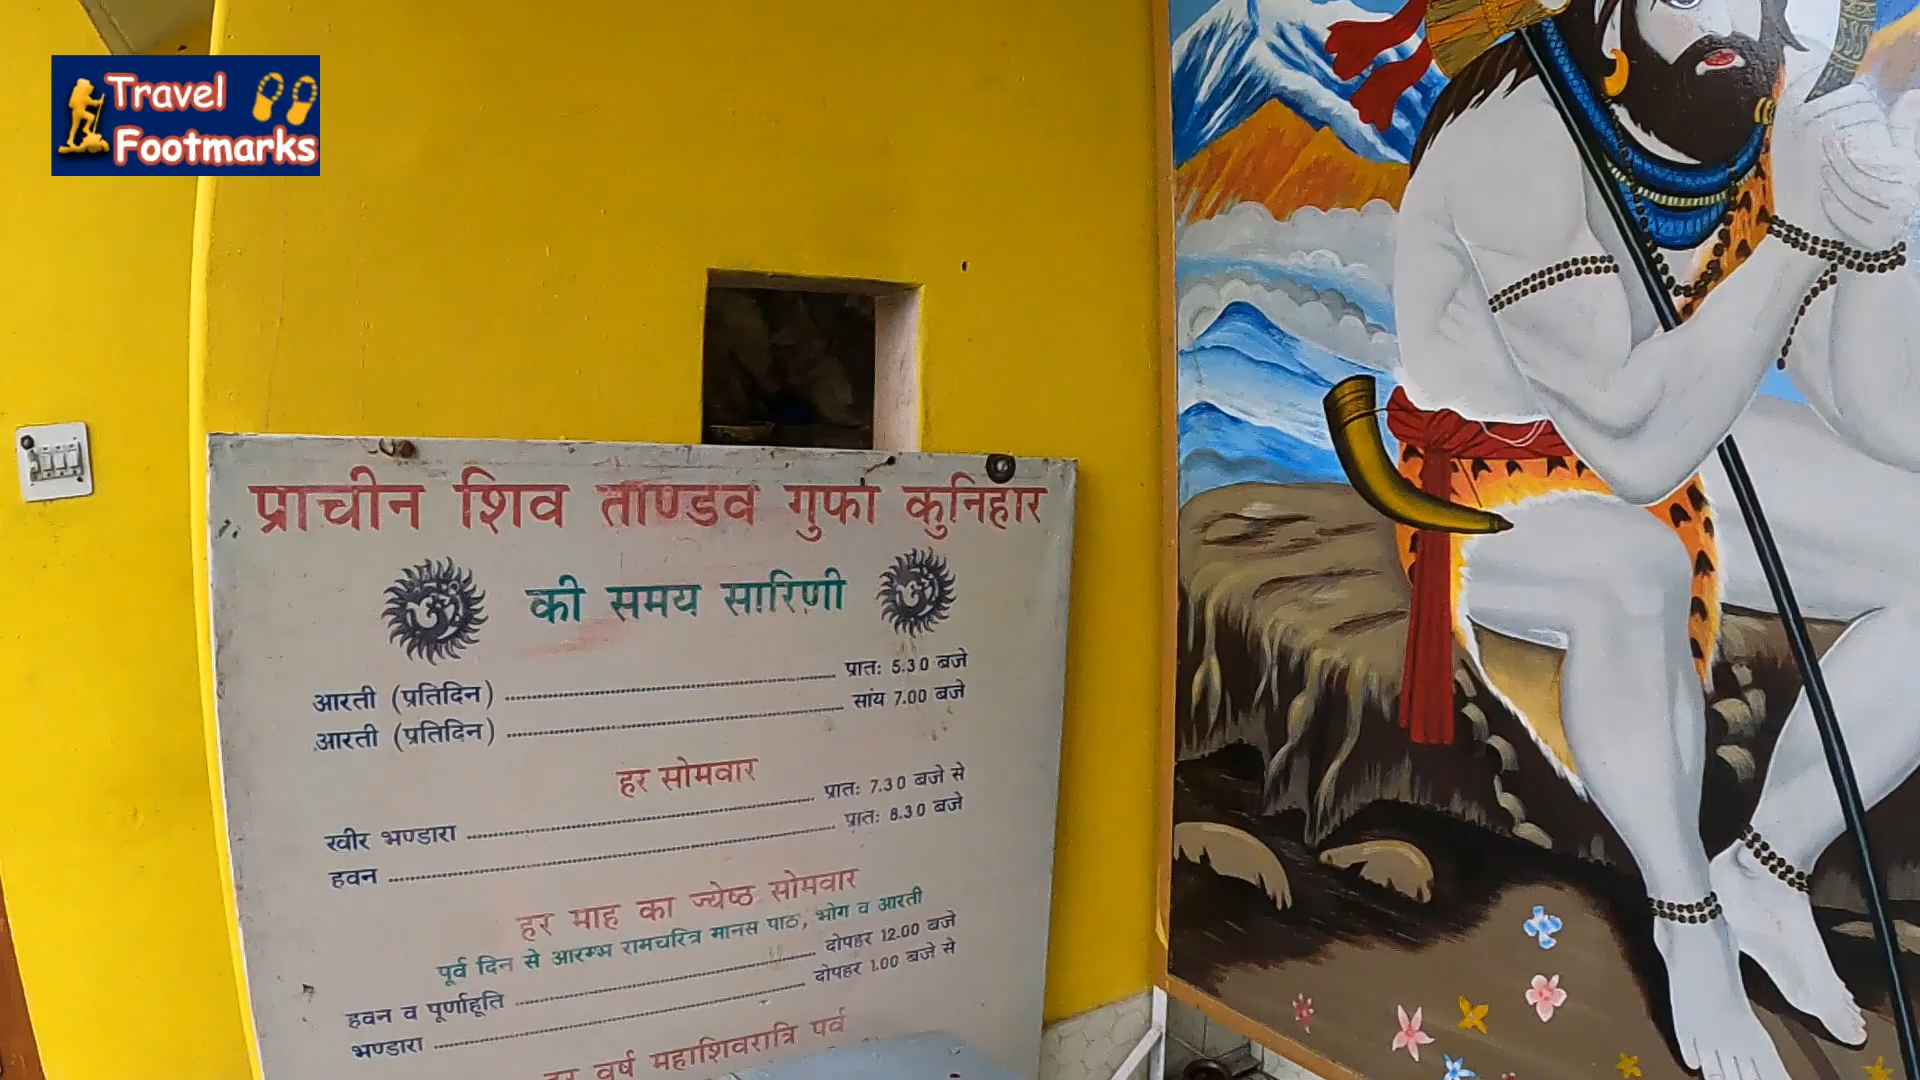 Travel
Footmarks
प्राचीन शिव ताण्डव गुफा कुनिहार
की समय सारिणी
आरती (प्रतिदिन) ........ प्रातः 5.30 बजे
आरती (प्रतिदिन) ........ सांय 7.00 बजे
हर सोमवार
खीर भण्डारा ........ प्रातः 7.30 बजे से
हवन ........ प्रातः 8.30 बजे
हर माह का ज्येष्ठ सोमवार
पूर्व दिन से आरम्भ रामचरित्र मानस पाठ, भोग व आरती
हवन व पूर्णाहूति ........ दोपहर 12.00 बजे
भण्डारा ........ दोपहर 1.00 बजे से
हर वर्ष महाशिवरात्रि पर्व